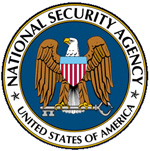 NATIONAL SECURITY AGENCY
UNITED STATES OF AMERICA